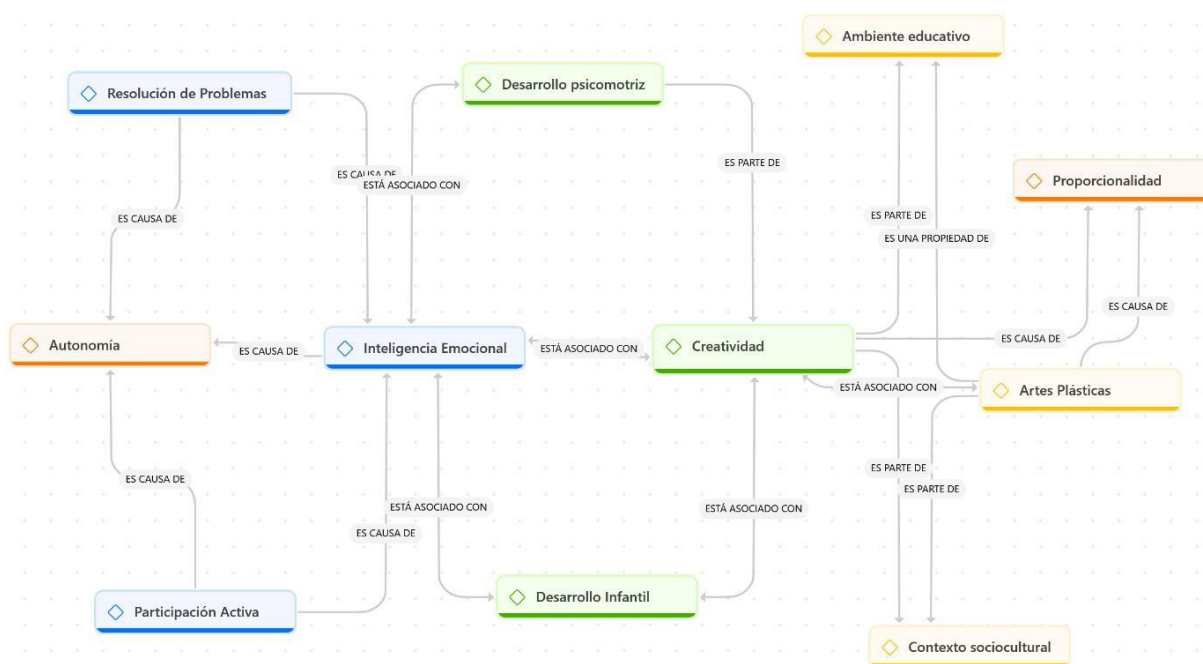 Ambiente educativo
Resolución de Problemas
Desarrollo psicomotriz
ES PARTE DE
ES CAUSA DE
ESTÁ ASOCIADO CON
Proporcionalidad
ES CAUSA DE
ES PARTE DE
ES UNA PROPIEDAD DE
ES CAUSA DE
Autonomía
ES CAUSA DE
Inteligencia Emocional
ESTÁ ASOCIADO CON
Creatividad
ES CAUSA DE
ESTÁ ASOCIADO CON
Artes Plásticas
ES CAUSA DE
ES PARTE DE
ES PARTE DE
ESTÁ ASOCIADO CON
ESTÁ ASOCIADO CON
ES CAUSA DE
Participación Activa
Desarrollo Infantil
Contexto sociocultural